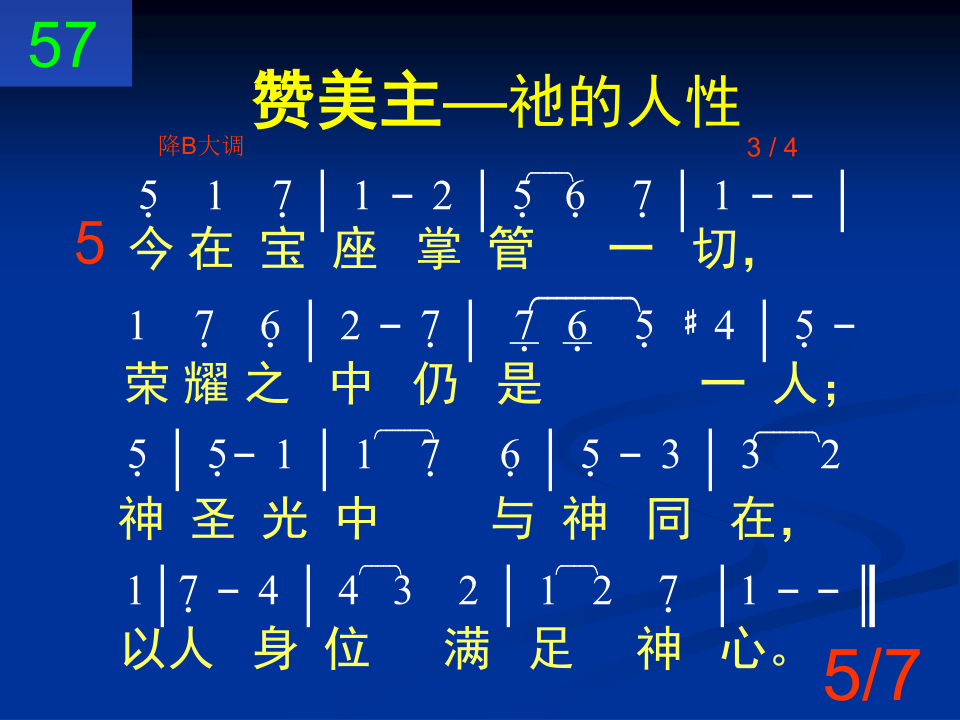 57
赞美主—祂的人性
降B大调 3 / 4
5̣ 1 7̣ | 1 – 2 | 5̣ 6̣ 7̣ | 1 – – |
5 今在宝座掌管一切，
1 7̣ 6̣ | 2 – 7̣ | 7̣ 6̣ 5̣ ♯4 | 5̣ –
荣耀之中仍是一人；
5̣ | 5̣ – 1 | 1 7̣ 6̣ | 5̣ – 3 | 3 2
神圣光中与神同在，
1 | 7̣ – 4 | 4 3 2 | 1 2 7̣ | 1 – – ‖
以人身位满足神心。
5/7